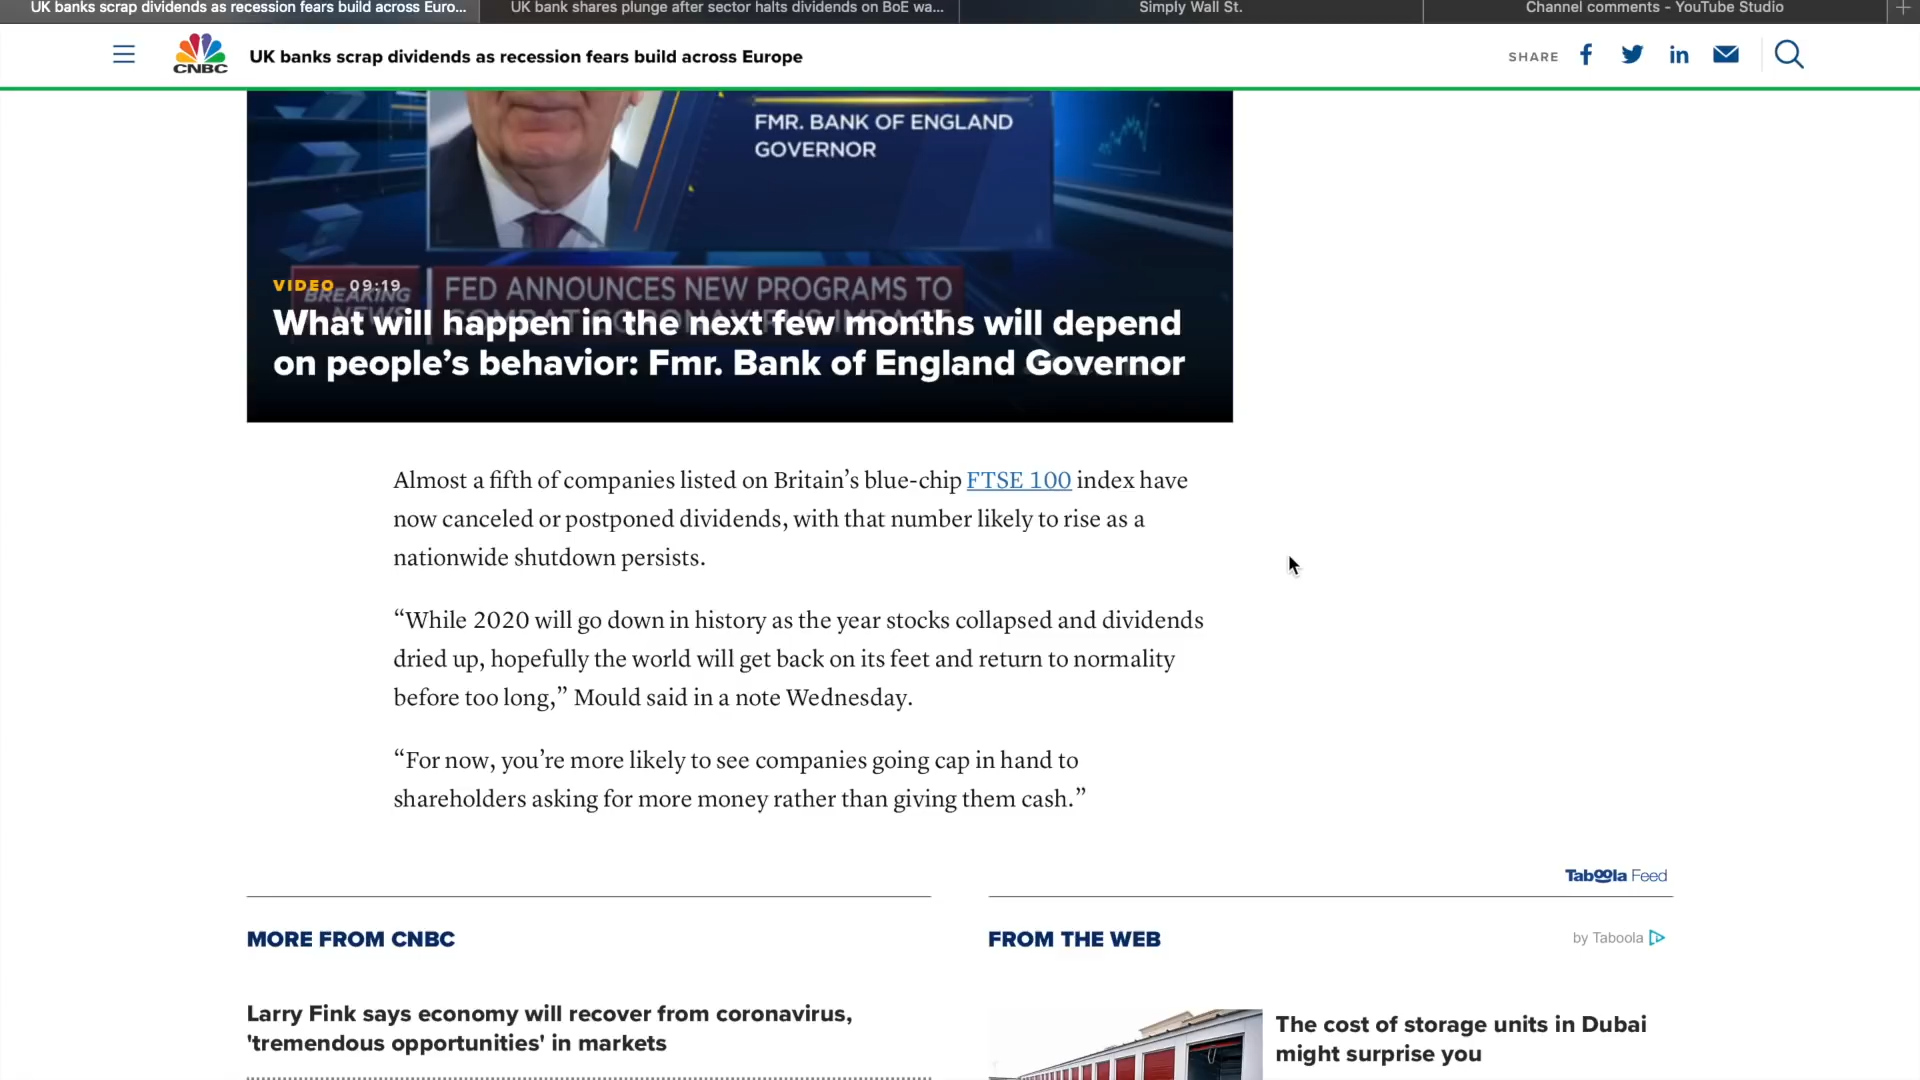 UK banks scrap dividends as recession fears build across Euro...
UK bank shares plunge after sector halts dividends on BoE wa...
Simply Wall St.
Channel comments - YouTube Studio
CNBC
UK banks scrap dividends as recession fears build across Europe
SHARE
FMR. BANK OF ENGLAND
GOVERNOR
VIDEO 09:19
BREAKING
NEWS
FED ANNOUNCES NEW PROGRAMS TO
What will happen in the next few months will depend
on people’s behavior: Fmr. Bank of England Governor
Almost a fifth of companies listed on Britain’s blue-chip FTSE 100 index have
now canceled or postponed dividends, with that number likely to rise as a
nationwide shutdown persists.
“While 2020 will go down in history as the year stocks collapsed and dividends
dried up, hopefully the world will get back on its feet and return to normality
before too long,” Mould said in a note Wednesday.
“For now, you’re more likely to see companies going cap in hand to
shareholders asking for more money rather than giving them cash.”
Taboola Feed
MORE FROM CNBC
FROM THE WEB
by Taboola
Larry Fink says economy will recover from coronavirus,
'tremendous opportunities' in markets
The cost of storage units in Dubai
might surprise you